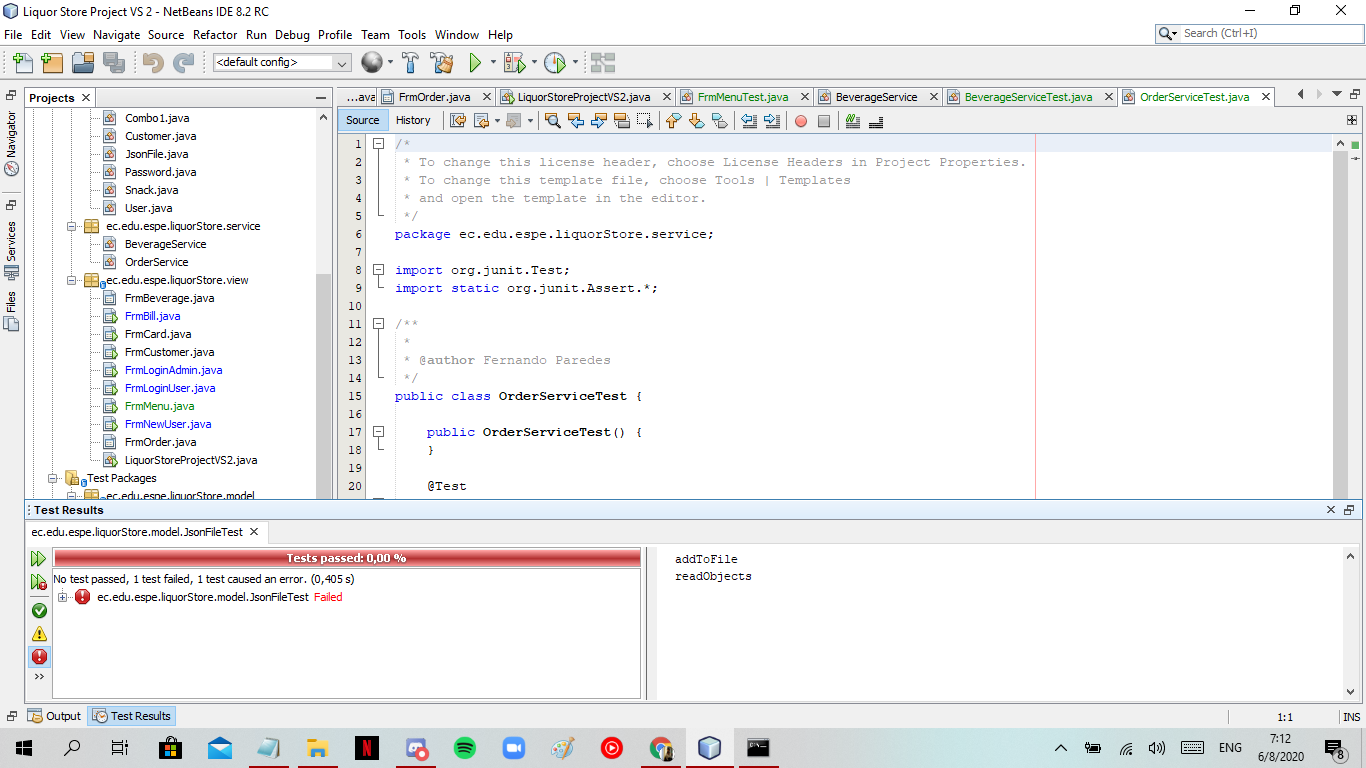 Liquor Store Project VS 2 - NetBeans IDE 8.2 RC
File Edit View Navigate Source Refactor Run Debug Profile Team Tools Window Help
Search (Ctrl+I)
<default config>
Projects
...ava FrmOrder.java LiquorStoreProjectVS2.java FrmMenuTest.java BeverageService BeverageServiceTest.java OrderServiceTest.java
Source History
Navigator
Services
Files
Combo1.java
Customer.java
JsonFile.java
Password.java
Snack.java
User.java
ec.edu.espe.liquorStore.service
BeverageService
OrderService
ec.edu.espe.liquorStore.view
FrmBeverage.java
FrmBill.java
FrmCard.java
FrmCustomer.java
FrmLoginAdmin.java
FrmLoginUser.java
FrmMenu.java
FrmNewUser.java
FrmOrder.java
LiquorStoreProjectVS2.java
Test Packages
ec.edu.espe.liquorStore.model
1 /*
2 * To change this license header, choose License Headers in Project Properties.
3 * To change this template file, choose Tools | Templates
4 * and open the template in the editor.
5 */
6 package ec.edu.espe.liquorStore.service;
7
8 import org.junit.Test;
9 import static org.junit.Assert.*;
10
11 /**
12 *
13 * @author Fernando Paredes
14 */
15 public class OrderServiceTest {
16
17 public OrderServiceTest() {
18 }
19
20 @Test
Test Results
ec.edu.espe.liquorStore.model.JsonFileTest
Tests passed: 0,00 %
No test passed, 1 test failed, 1 test caused an error. (0,405 s)
ec.edu.espe.liquorStore.model.JsonFileTest Failed
addToFile
readObjects
>>
Output Test Results
1:1 INS
ENG
7:12
6/8/2020
8